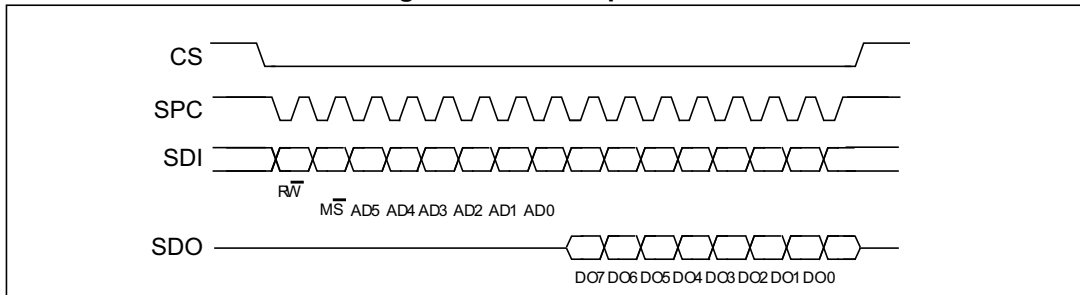 CS
SPC
SDI
RW̅
MS̅ AD5 AD4 AD3 AD2 AD1 AD0
SDO
DO7 DO6 DO5 DO4 DO3 DO2 DO1 DO0